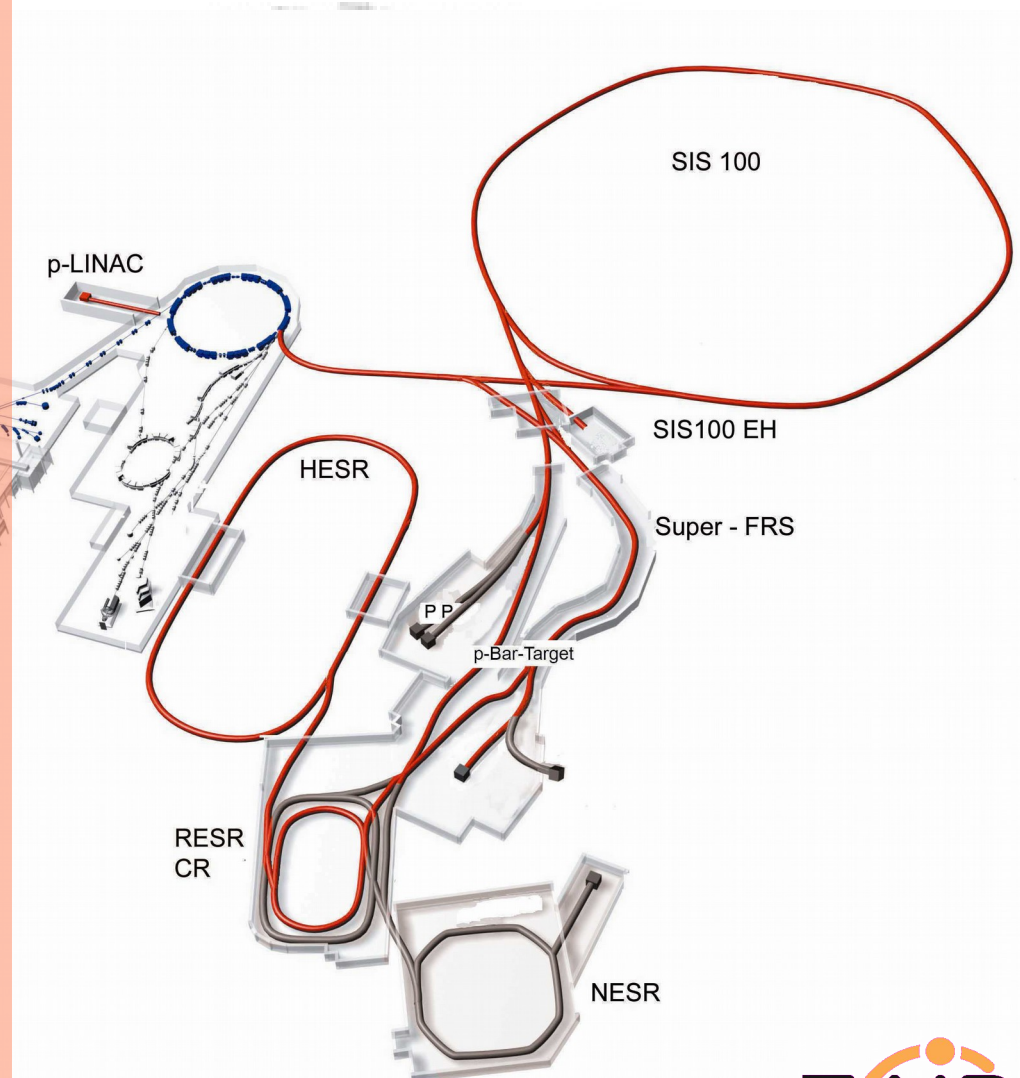 SIS 100
p-LINAC
SIS100 EH
HESR
Super - FRS
P P
p-Bar-Target
RESR
CR
NESR